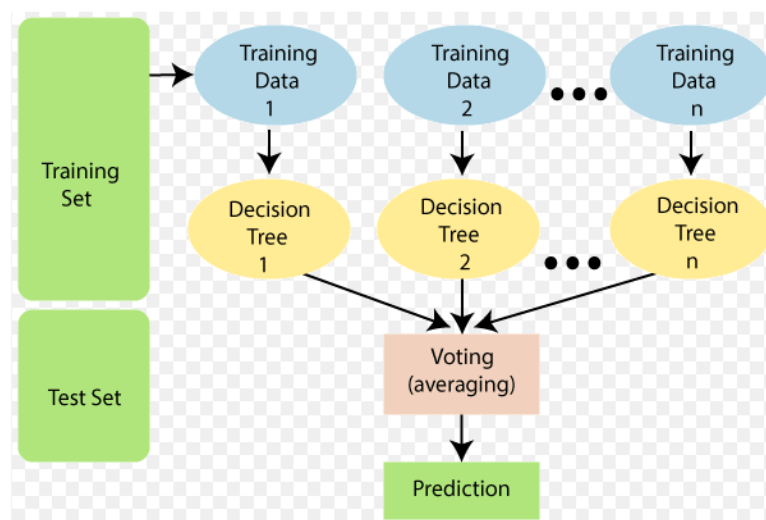 Training
Set
Test Set
Training
Data
1
Training
Data
2
Training
Data
n
Decision
Tree
1
Decision
Tree
2
Decision
Tree
n
Voting
(averaging)
Prediction